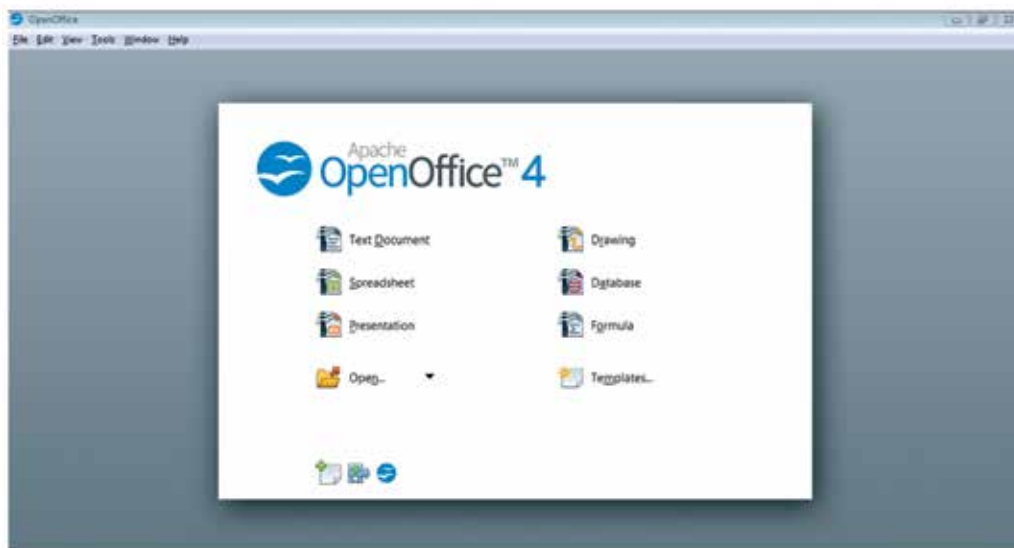 OpenOffice
File Edit View Tools Window Help
Apache
OpenOffice™ 4
Text Document
Drawing
Spreadsheet
Database
Presentation
Formula
Open...
Templates...